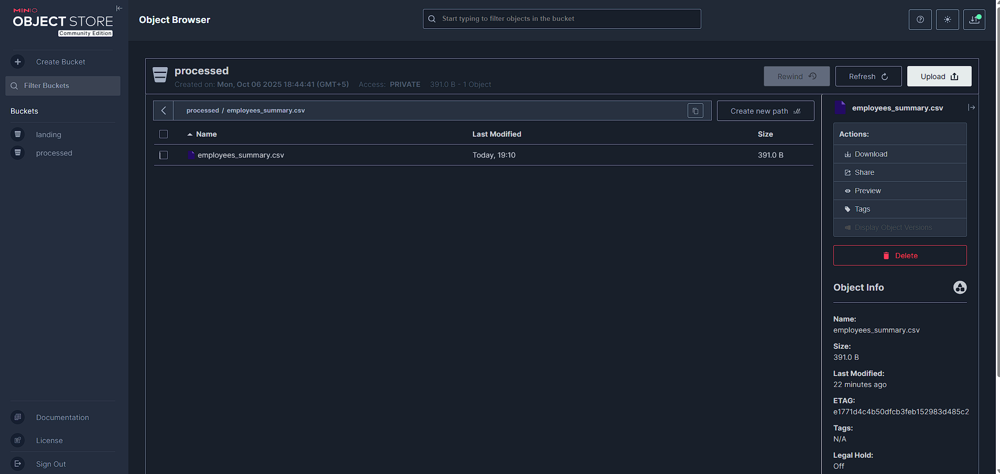 MINIO
OBJECT STORE
Community Edition
Create Bucket
Filter Buckets
Buckets
landing
processed
Documentation
License
Sign Out
Object Browser
Start typing to filter objects in the bucket
processed
Created on: Mon, Oct 06 2025 18:44:41 (GMT+5) Access: PRIVATE 391.0 B - 1 Object
Rewind
Refresh
Upload
processed / employees_summary.csv
Create new path
Name Last Modified Size
employees_summary.csv Today, 19:10 391.0 B
employees_summary.csv
Actions:
Download
Share
Preview
Tags
Display Object Versions
Delete
Object Info
Name:
employees_summary.csv
Size:
391.0 B
Last Modified:
22 minutes ago
ETAG:
e1771d4c4b50dfcb3feb152983d485c2
Tags:
N/A
Legal Hold:
Off